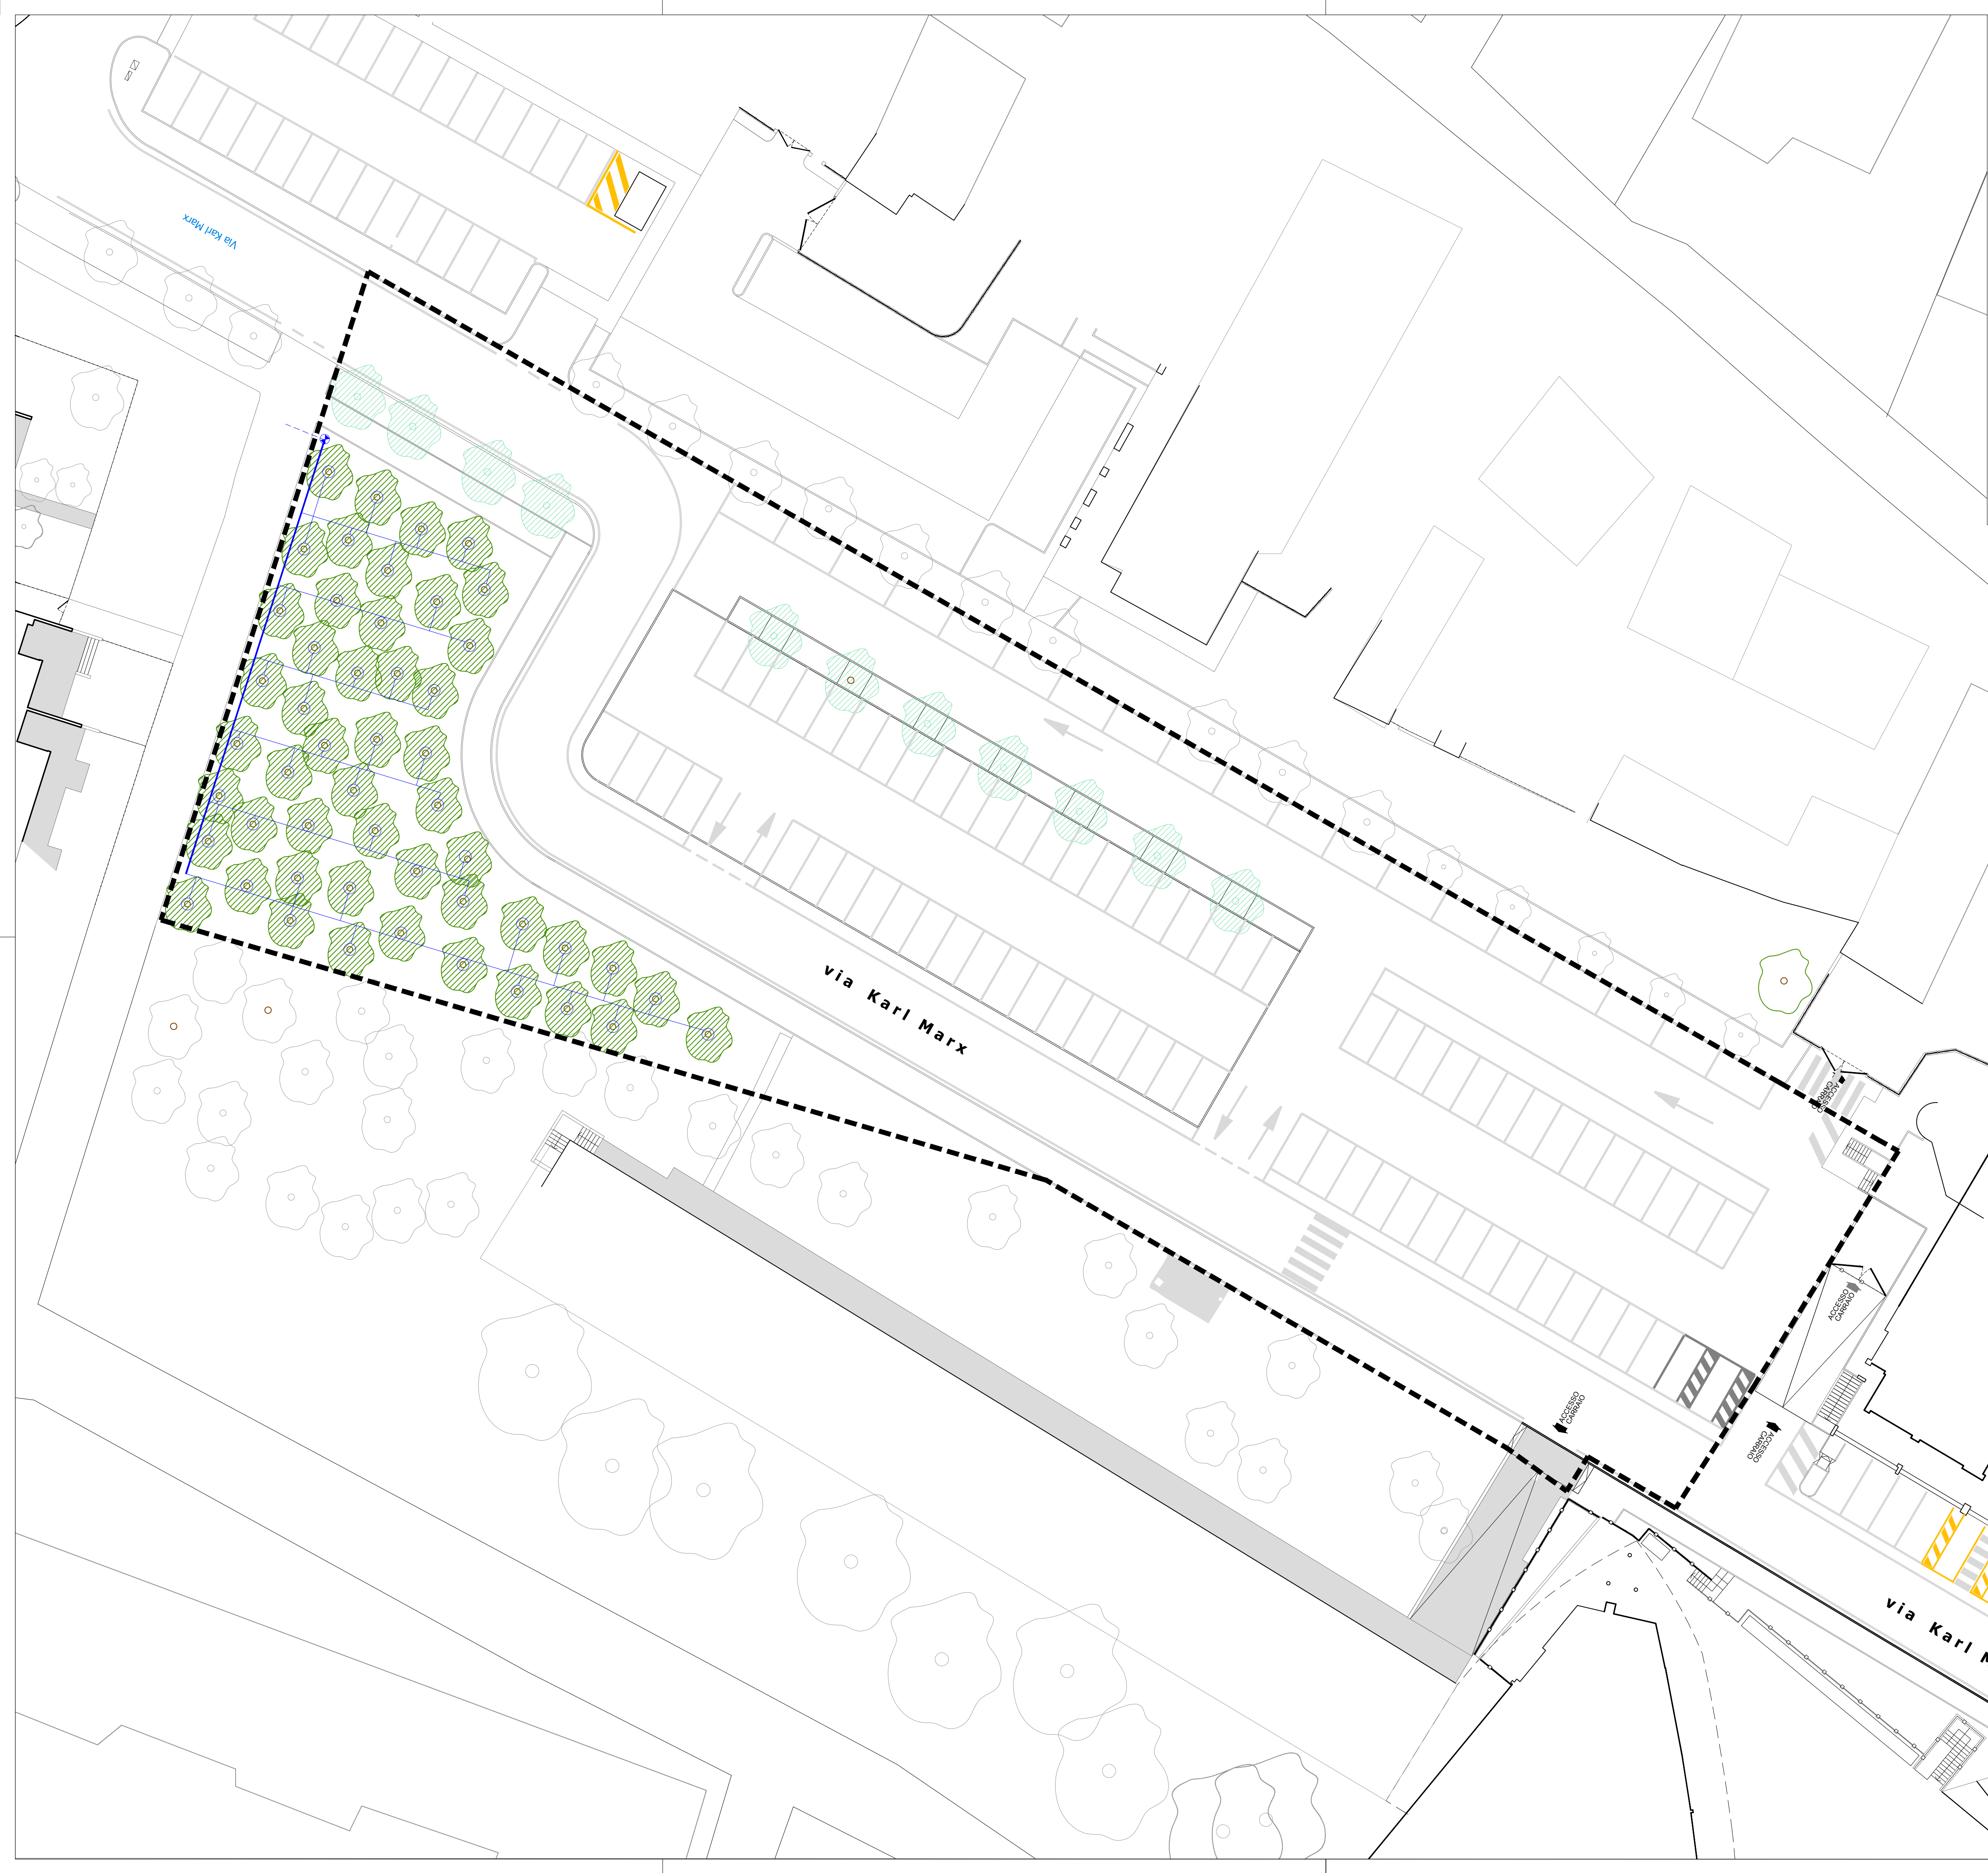 Via Karl Marx
via Karl Marx
ACCESSO
CARRAIO
ACCESSO
CARRAIO
ACCESSO
CARRAIO
ACCESSO
CARRAIO
via Karl M